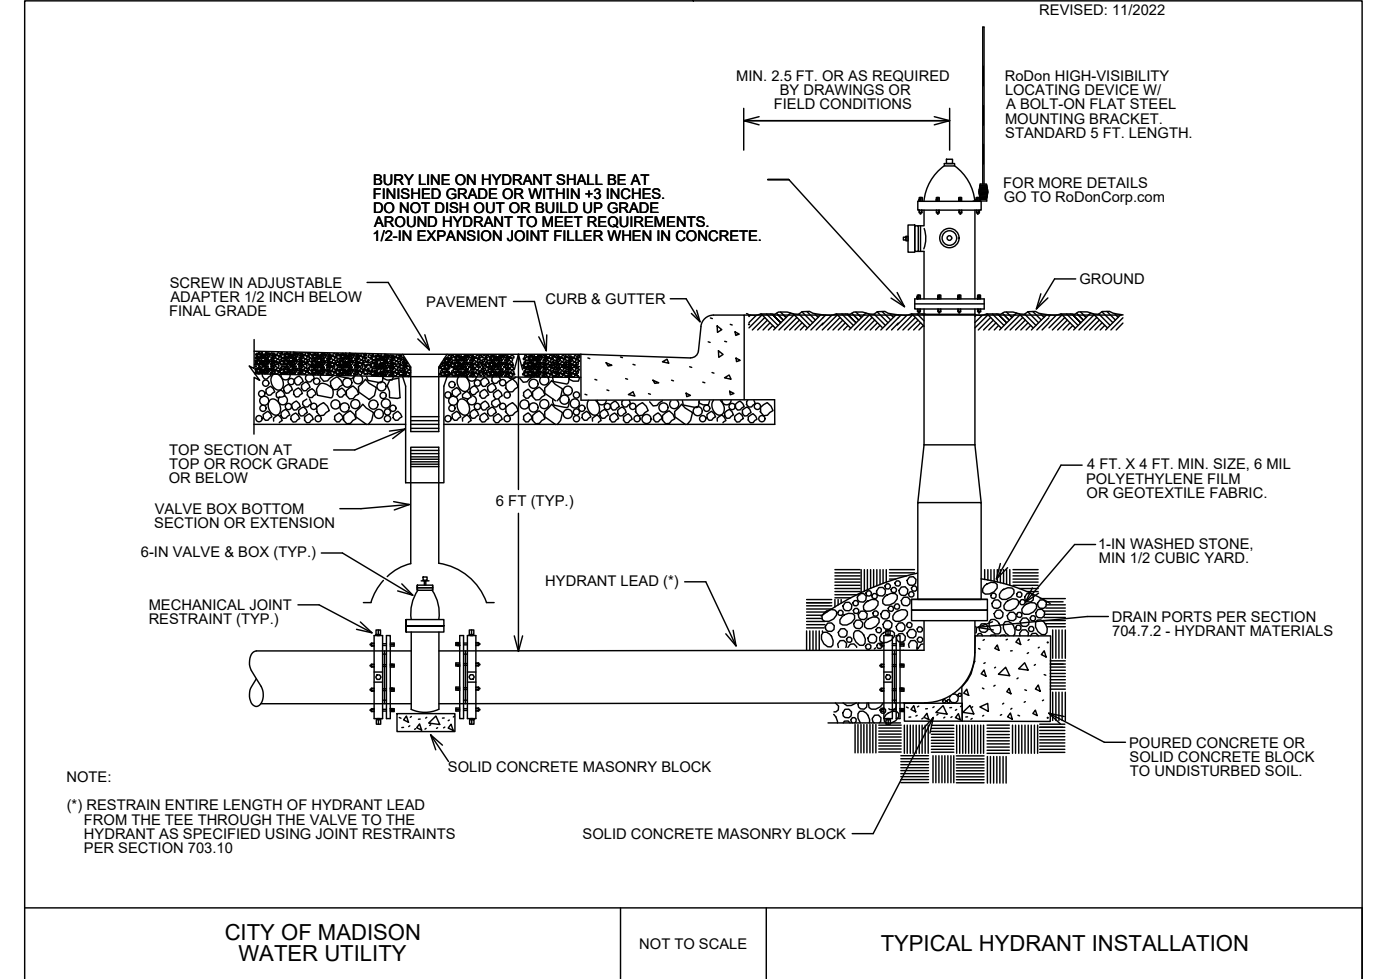 REVISED: 11/2022
MIN. 2.5 FT. OR AS REQUIRED
BY DRAWINGS OR
FIELD CONDITIONS
RoDon HIGH-VISIBILITY
LOCATING DEVICE W/
A BOLT-ON FLAT STEEL
MOUNTING BRACKET.
STANDARD 5 FT. LENGTH.
FOR MORE DETAILS
GO TO RoDonCorp.com
BURY LINE ON HYDRANT SHALL BE AT
FINISHED GRADE OR WITHIN +3 INCHES.
DO NOT DISH OUT OR BUILD UP GRADE
AROUND HYDRANT TO MEET REQUIREMENTS.
1/2-IN EXPANSION JOINT FILLER WHEN IN CONCRETE.
SCREW IN ADJUSTABLE
ADAPTER 1/2 INCH BELOW
FINAL GRADE
PAVEMENT
CURB & GUTTER
GROUND
TOP SECTION AT
TOP OR ROCK GRADE
OR BELOW
VALVE BOX BOTTOM
SECTION OR EXTENSION
6 FT (TYP.)
4 FT. X 4 FT. MIN. SIZE, 6 MIL
POLYETHYLENE FILM
OR GEOTEXTILE FABRIC.
6-IN VALVE & BOX (TYP.)
1-IN WASHED STONE,
MIN 1/2 CUBIC YARD.
HYDRANT LEAD (*)
MECHANICAL JOINT
RESTRAINT (TYP.)
DRAIN PORTS PER SECTION
704.7.2 - HYDRANT MATERIALS
POURED CONCRETE OR
SOLID CONCRETE BLOCK
TO UNDISTURBED SOIL.
SOLID CONCRETE MASONRY BLOCK
NOTE:
(*) RESTRAIN ENTIRE LENGTH OF HYDRANT LEAD
FROM THE TEE THROUGH THE VALVE TO THE
HYDRANT AS SPECIFIED USING JOINT RESTRAINTS
PER SECTION 703.10
SOLID CONCRETE MASONRY BLOCK
CITY OF MADISON
WATER UTILITY
NOT TO SCALE
TYPICAL HYDRANT INSTALLATION